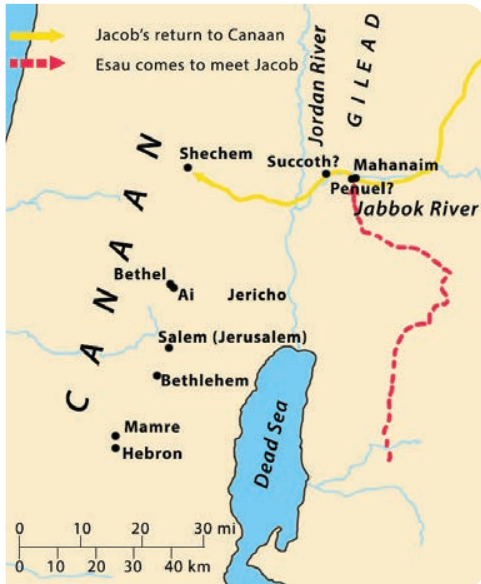 Jacob's return to Canaan
Esau comes to meet Jacob
Jordan River
GILEAD
CANAAN
Shechem
Succoth?
Mahanaim
Penuel?
Jabbok River
Bethel
Ai
Jericho
Salem (Jerusalem)
Bethlehem
Mamre
Hebron
Dead Sea
0 10 20 30 mi
0 10 20 30 40 km